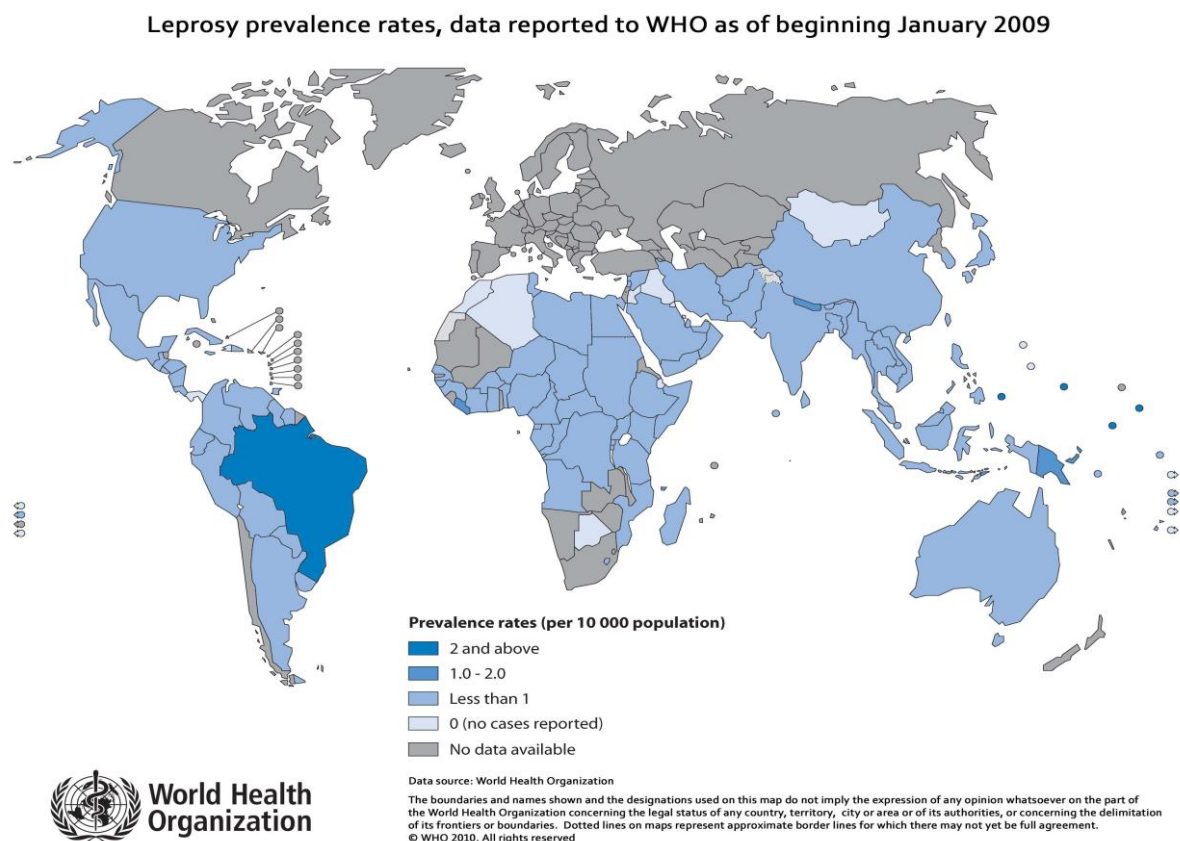 Leprosy prevalence rates, data reported to WHO as of beginning January 2009
Prevalence rates (per 10 000 population)
2 and above
1.0 - 2.0
Less than 1
0 (no cases reported)
No data available
World Health
Organization
Data source: World Health Organization
The boundaries and names shown and the designations used on this map do not imply the expression of any opinion whatsoever on the part of
the World Health Organization concerning the legal status of any country, territory, city or area or of its authorities, or concerning the delimitation
of its frontiers or boundaries. Dotted lines on maps represent approximate border lines for which there may not yet be full agreement.
© WHO 2010. All rights reserved